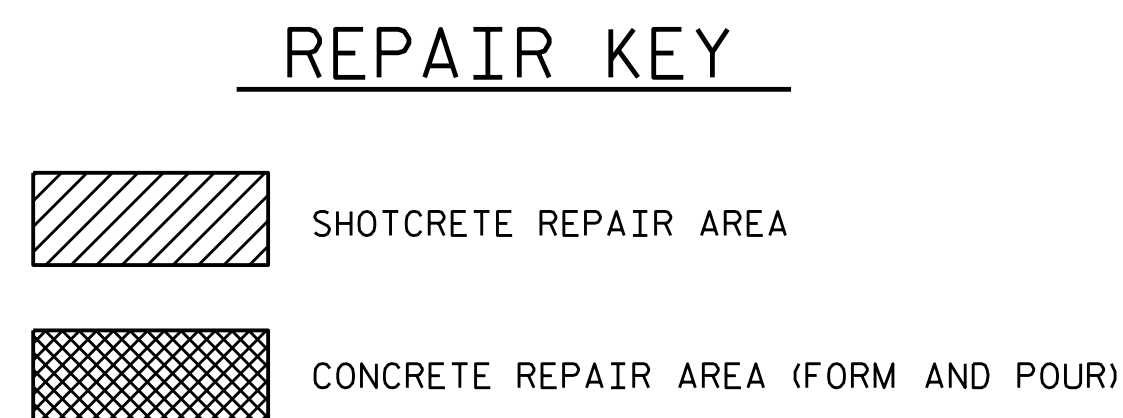 REPAIR KEY
SHOTCRETE REPAIR AREA
CONCRETE REPAIR AREA (FORM AND POUR)